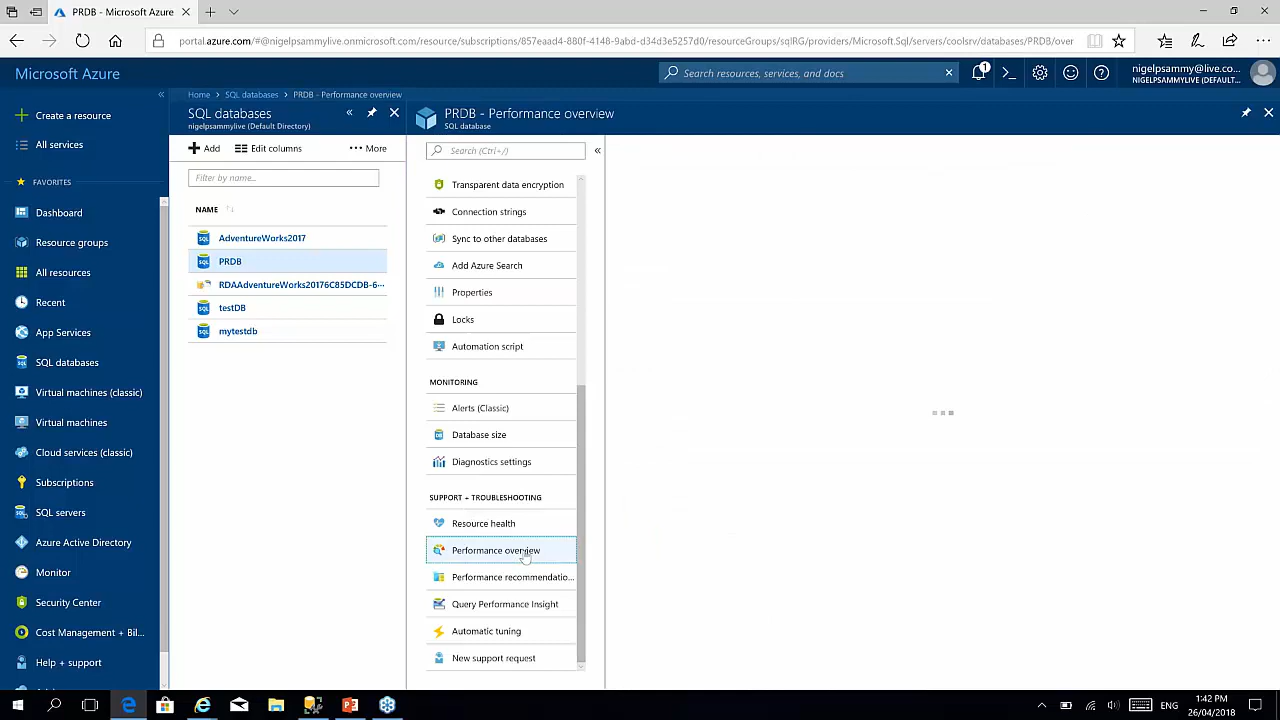 PRDB - Microsoft Azure
portal.azure.com/#@nigelpsammylive.onmicrosoft.com/resource/subscriptions/857eaad4-880f-4148-9abd-d34d3e5257d0/resourceGroups/sqlRG/providers/Microsoft.Sql/servers/coolsrv/databases/PRDB/over
Microsoft Azure
Search resources, services, and docs
1
nigelpsammy@live.co...
NIGELPSAMMYLIVE (DEFAULT...
Home > SQL databases > PRDB - Performance overview
Create a resource
All services
FAVORITES
Dashboard
Resource groups
All resources
Recent
App Services
SQL databases
Virtual machines (classic)
Virtual machines
Cloud services (classic)
Subscriptions
SQL servers
Azure Active Directory
Monitor
Security Center
Cost Management + Bil...
Help + support
SQL databases
nigelpsammylive (Default Directory)
Add
Edit columns
More
Filter by name...
NAME
AdventureWorks2017
PRDB
RDAAdventureWorks20176C85DCDB-6...
testDB
mytestdb
PRDB - Performance overview
SQL database
Search (Ctrl+/)
Transparent data encryption
Connection strings
Sync to other databases
Add Azure Search
Properties
Locks
Automation script
MONITORING
Alerts (Classic)
Database size
Diagnostics settings
SUPPORT + TROUBLESHOOTING
Resource health
Performance overview
Performance recommendatio...
Query Performance Insight
Automatic tuning
New support request
ENG
1:42 PM
26/04/2018